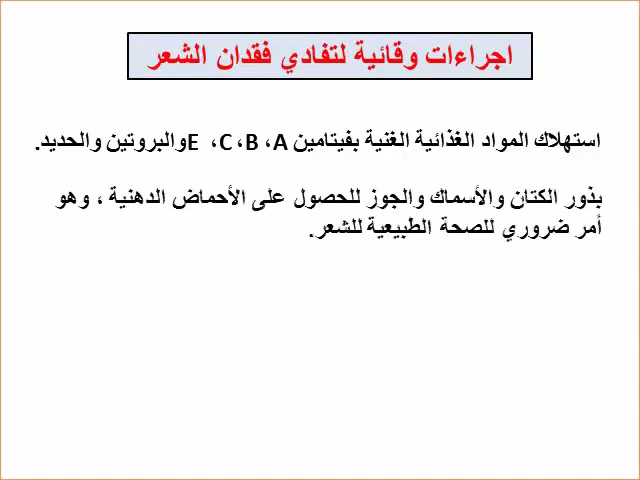 اجراءات وقائية لتفادي فقدان الشعر
استهلاك المواد الغذائية الغنية بفيتامين A، B، C، E والبروتين والحديد.
بذور الكتان والأسماك والجوز للحصول على الأحماض الدهنية ، وهو
أمر ضروري للصحة الطبيعية للشعر.